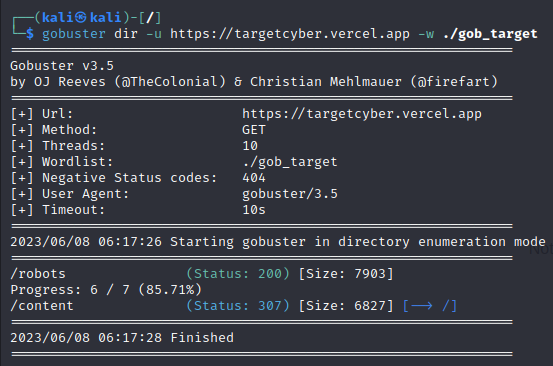 ┌──(kali㉿kali)-[/]
└─$ gobuster dir -u https://targetcyber.vercel.app -w ./gob_target
===============================================================
Gobuster v3.5
by OJ Reeves (@TheColonial) & Christian Mehlmauer (@firefart)
===============================================================
[+] Url:                     https://targetcyber.vercel.app
[+] Method:                  GET
[+] Threads:                 10
[+] Wordlist:                ./gob_target
[+] Negative Status codes:   404
[+] User Agent:              gobuster/3.5
[+] Timeout:                 10s
===============================================================
2023/06/08 06:17:26 Starting gobuster in directory enumeration mode
===============================================================
/robots               (Status: 200) [Size: 7903]
Progress: 6 / 7 (85.71%)
/content              (Status: 307) [Size: 6827] [--> /]
===============================================================
2023/06/08 06:17:28 Finished
===============================================================